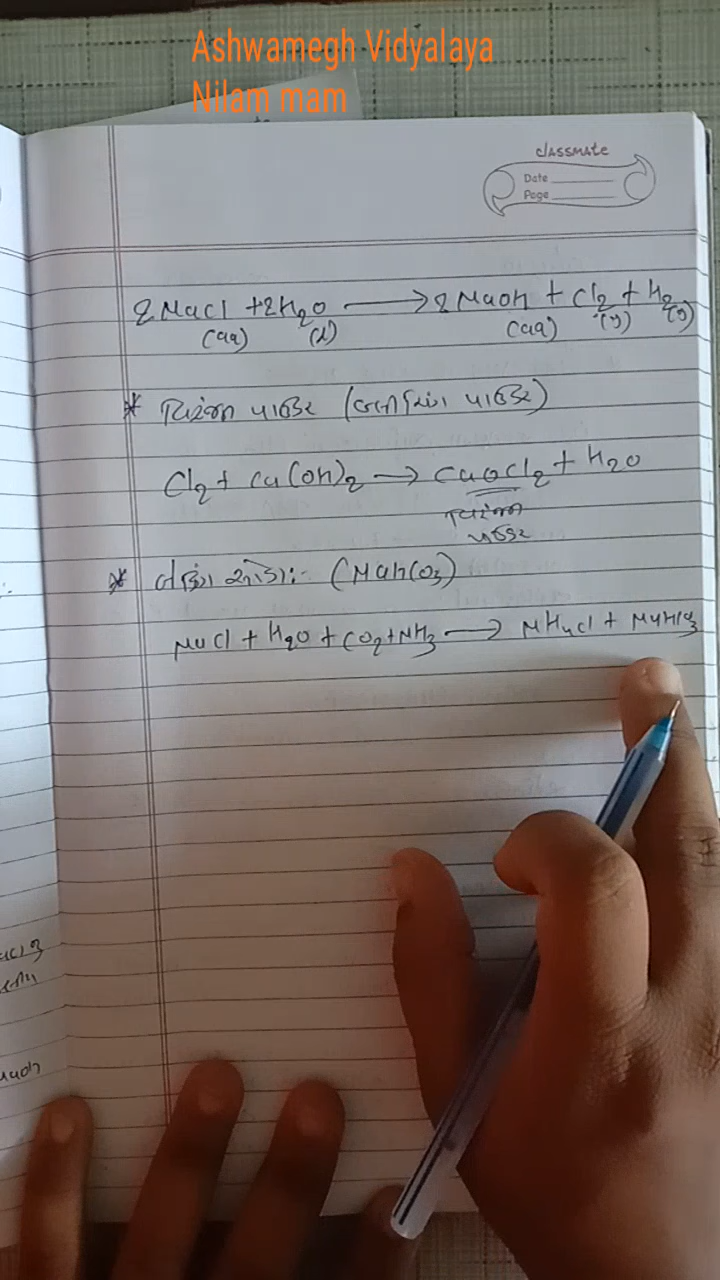 Ashwamegh Vidyalaya
Nilam mam
classmate
Date
Page
2NaCl + 2H₂O ⟶ 2NaOH + Cl₂ + H₂
(aq) (l) (aq) (g) (g)
* વિરંજન પાઉડર (બ્લીચિંગ પાઉડર)
Cl₂ + Ca(OH)₂ → CaOCl₂ + H₂O
વિરંજન
પાઉડર
* બેકિંગ સોડા:- (NaHCO₃)
NaCl + H₂O + CO₂ + NH₃ ⟶ NH₄Cl + NaHCO₃